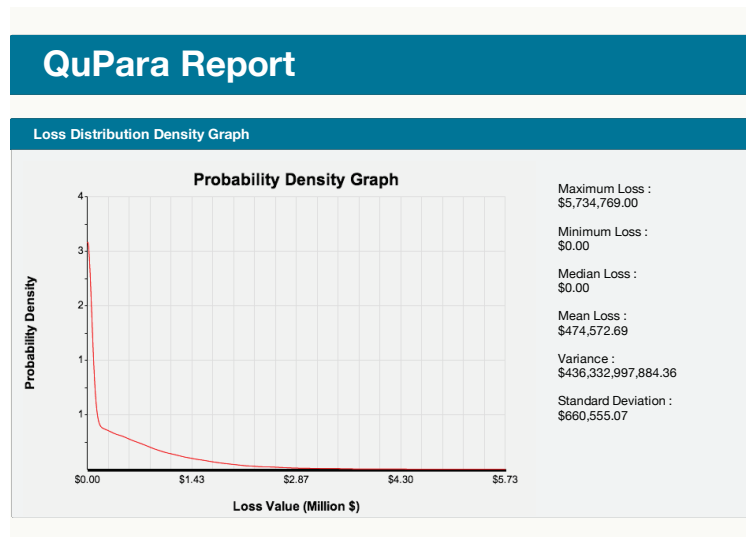 QuPara Report
Loss Distribution Density Graph
Probability Density Graph
Probability Density
4
3
2
1
1
$0.00 $1.43 $2.87 $4.30 $5.73
Loss Value (Million $)
Maximum Loss :
$5,734,769.00
Minimum Loss :
$0.00
Median Loss :
$0.00
Mean Loss :
$474,572.69
Variance :
$436,332,997,884.36
Standard Deviation :
$660,555.07